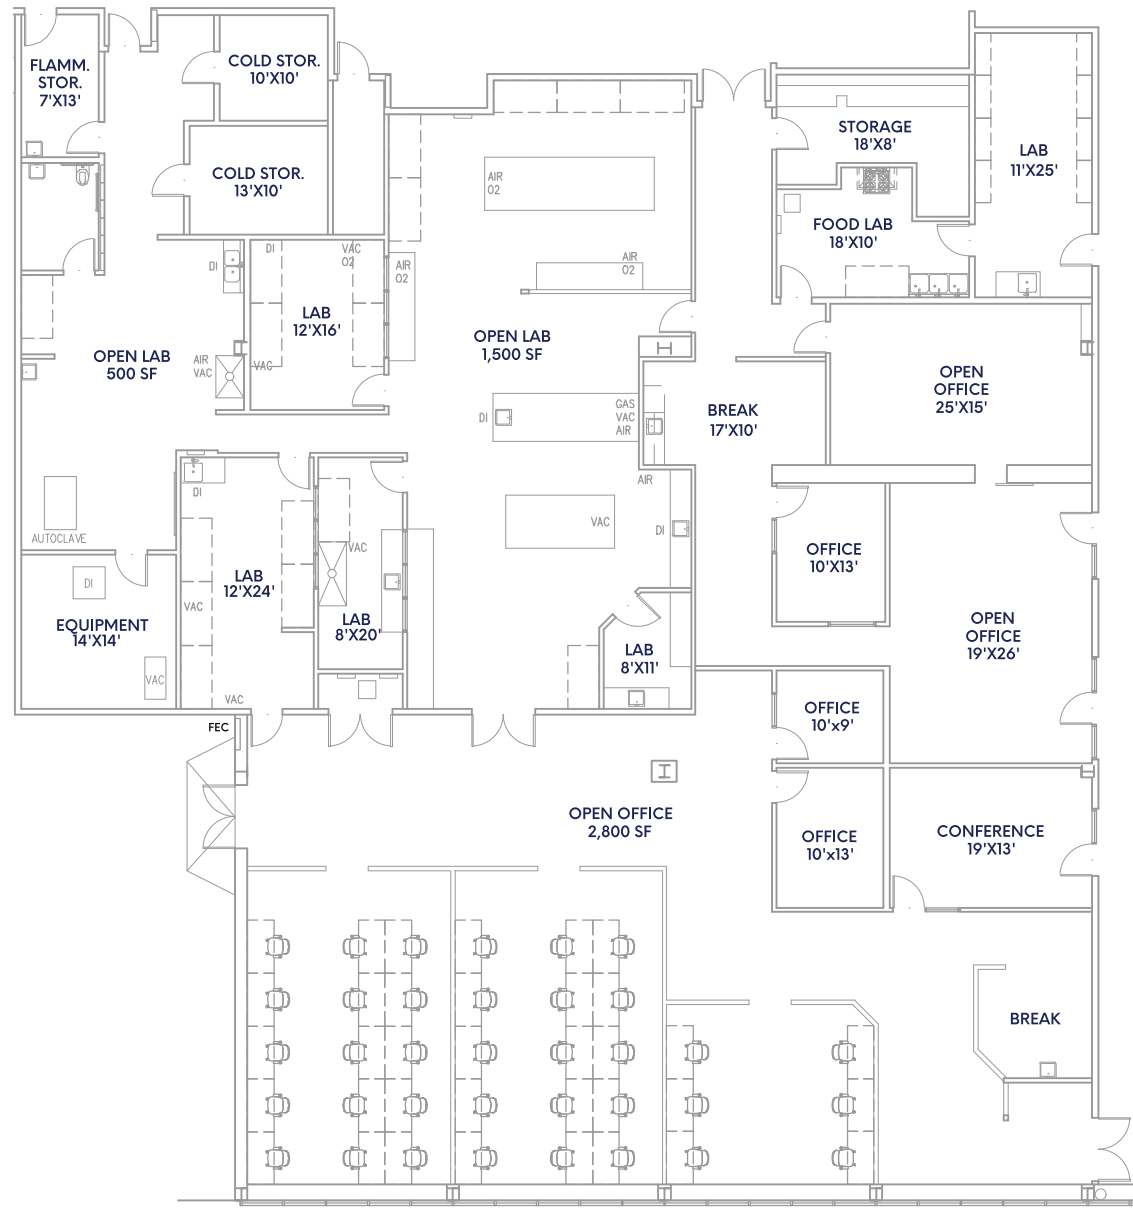 FLAMM.
STOR.
7'X13'
COLD STOR.
10'X10'
COLD STOR.
13'X10'
STORAGE
18'X8'
LAB
11'X25'
AIR
O2
FOOD LAB
18'X10'
DI
DI
VAC
O2
AIR
O2
AIR
O2
LAB
12'X16'
OPEN LAB
1,500 SF
OPEN LAB
500 SF
AIR
VAC
VAC
OPEN
OFFICE
25'X15'
BREAK
17'X10'
DI
GAS
VAC
AIR
AIR
DI
VAC
DI
AUTOCLAVE
VAC
OFFICE
10'X13'
DI
LAB
12'X24'
VAC
EQUIPMENT
14'X14'
LAB
8'X20'
OPEN
OFFICE
19'X26'
LAB
8'X11'
VAC
VAC
OFFICE
10'x9'
FEC
OPEN OFFICE
2,800 SF
OFFICE
10'x13'
CONFERENCE
19'X13'
BREAK